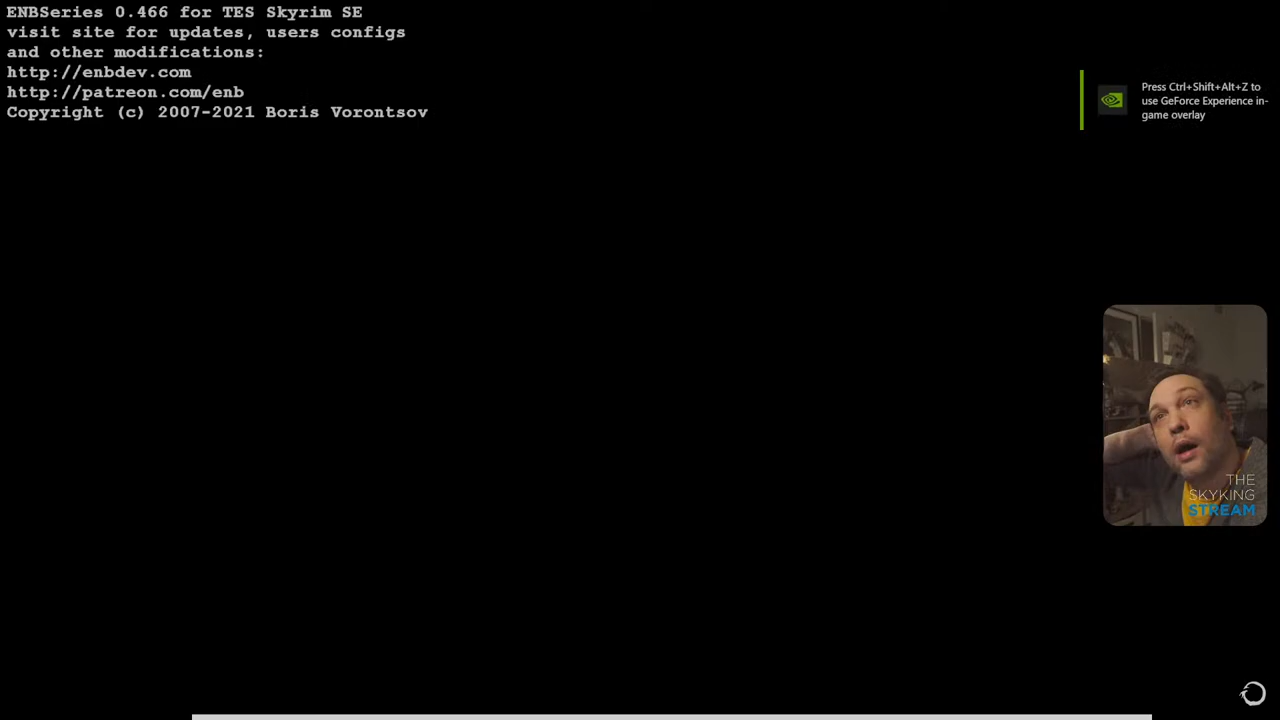 ENBSeries 0.466 for TES Skyrim SE
visit site for updates, users configs
and other modifications:
http://enbdev.com
http://patreon.com/enb
Copyright (c) 2007-2021 Boris Vorontsov
Press Ctrl+Shift+Alt+Z to
use GeForce Experience in-
game overlay
THE
SKYKING
STREAM